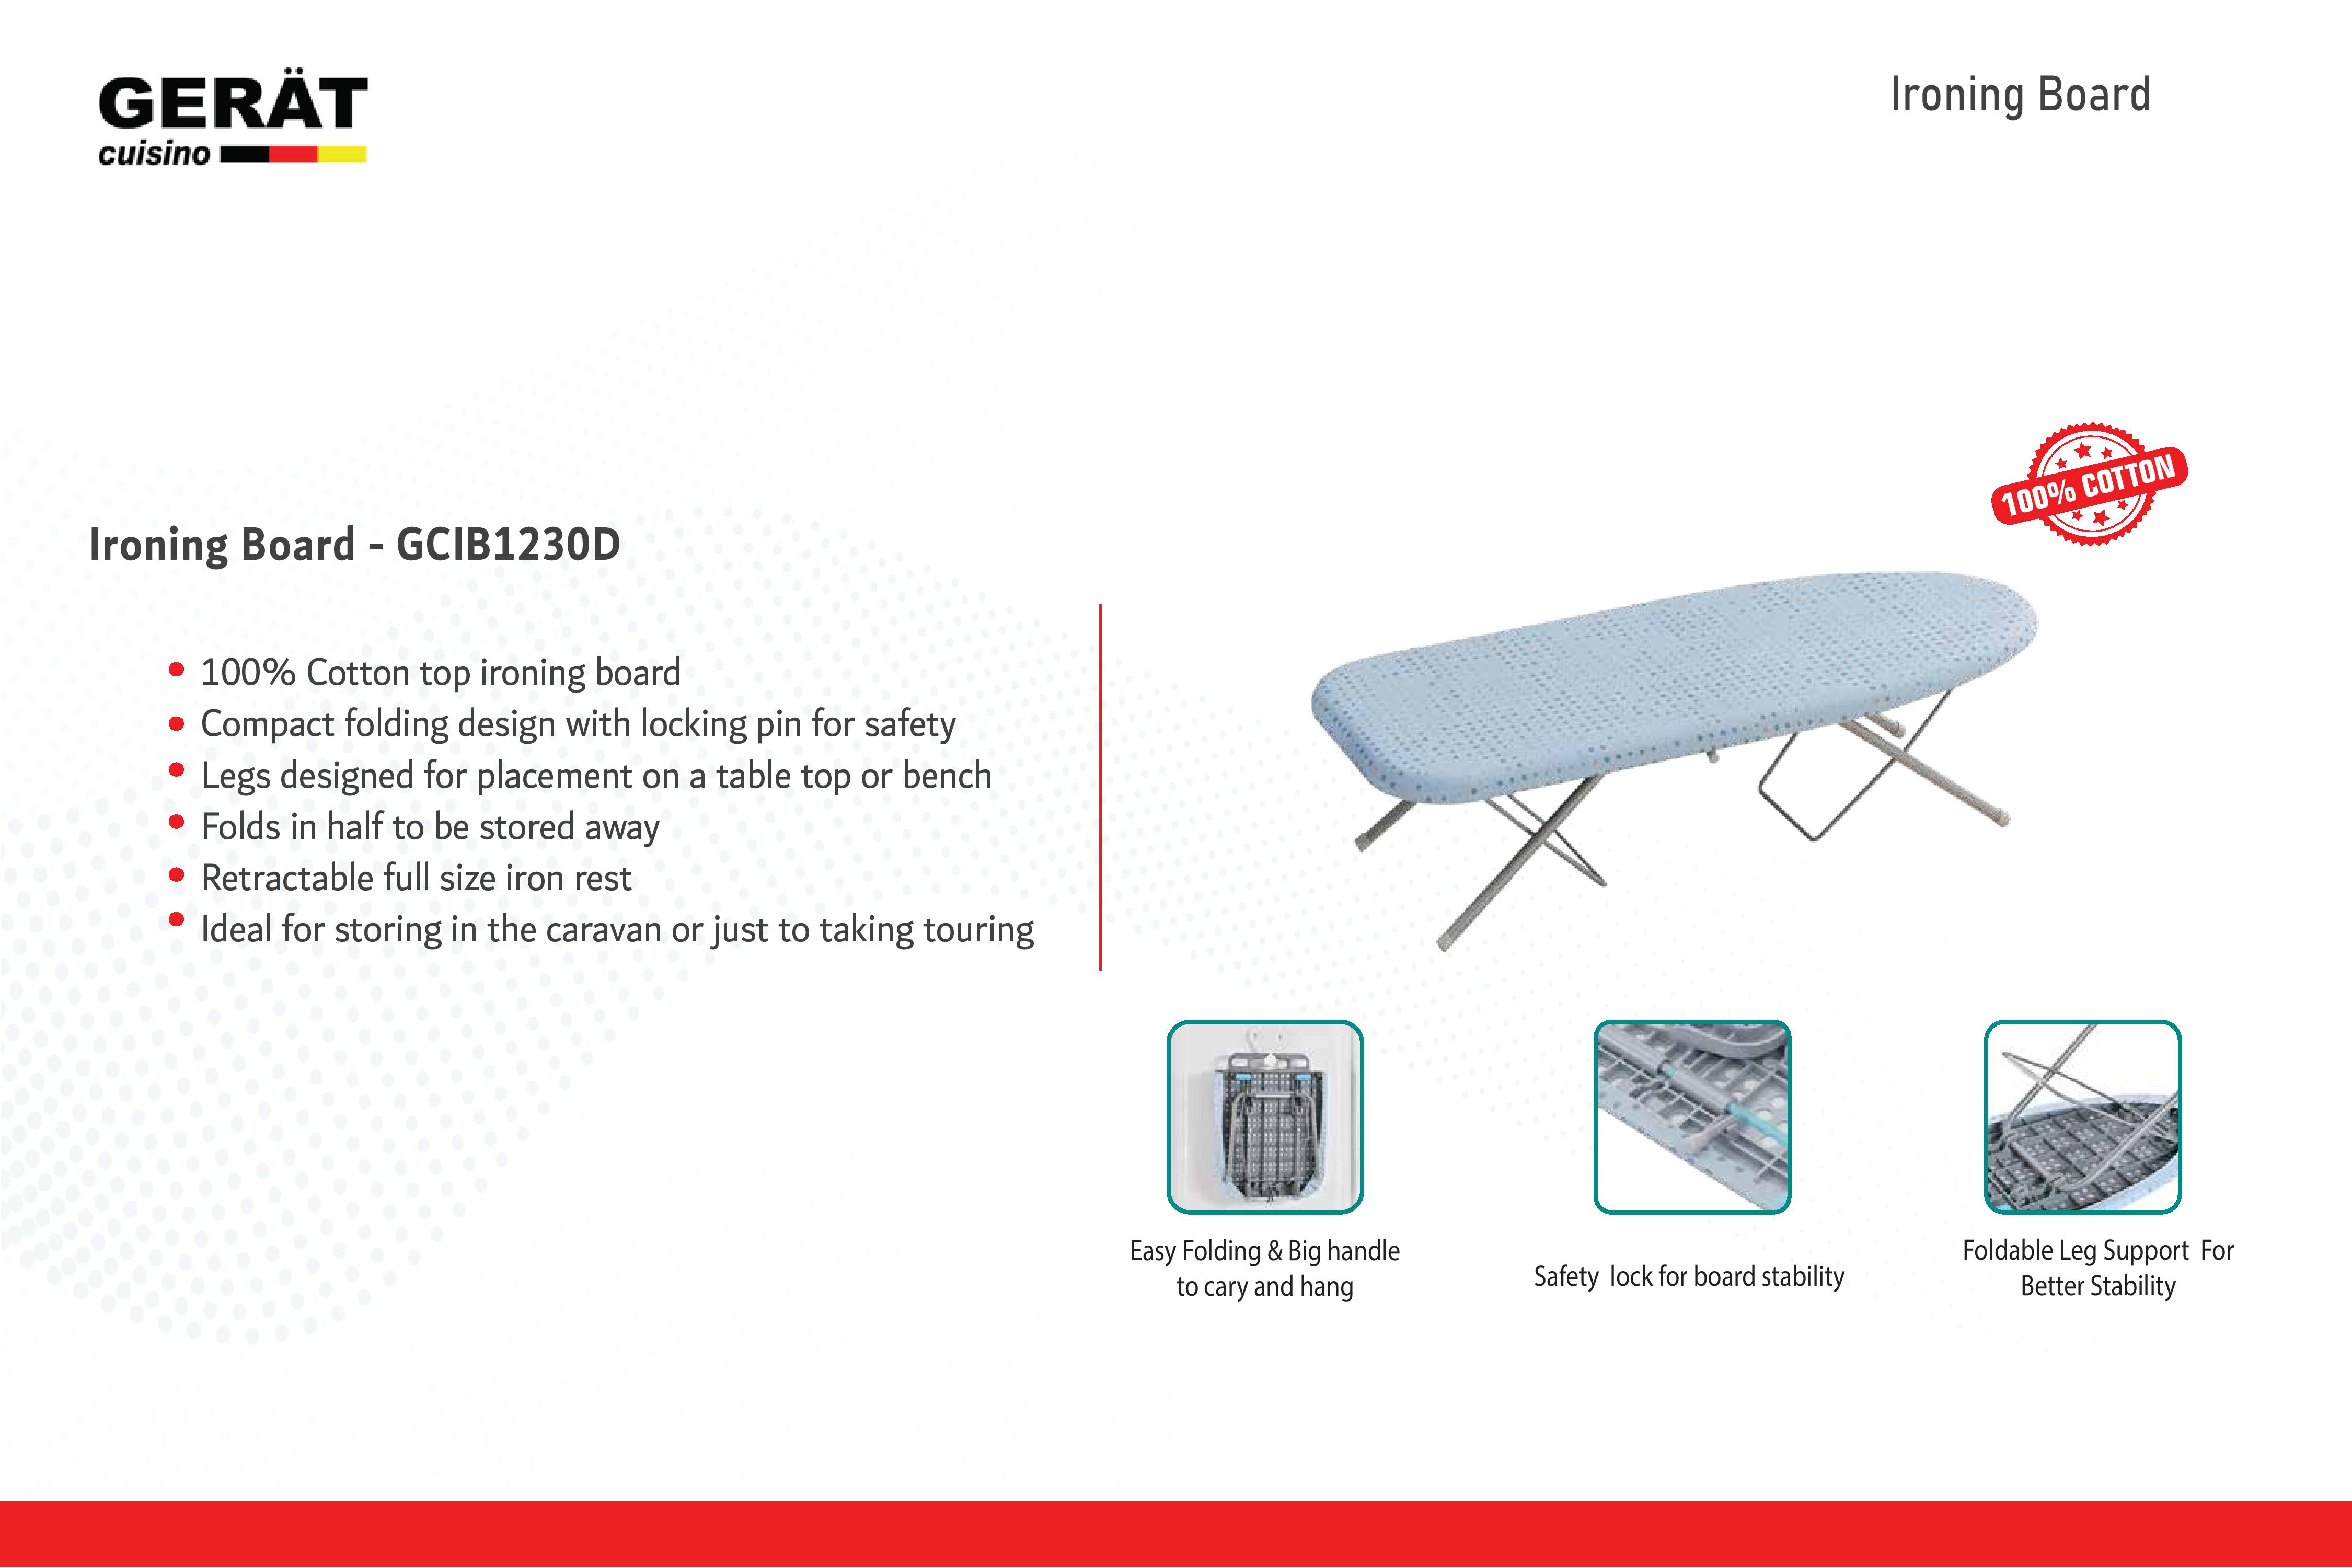 GERÄT
cuisino
Ironing Board
100% COTTON
Ironing Board - GCIB1230D
100% Cotton top ironing board
Compact folding design with locking pin for safety
Legs designed for placement on a table top or bench
Folds in half to be stored away
Retractable full size iron rest
Ideal for storing in the caravan or just to taking touring
Easy Folding & Big handle
to cary and hang
Safety lock for board stability
Foldable Leg Support For
Better Stability